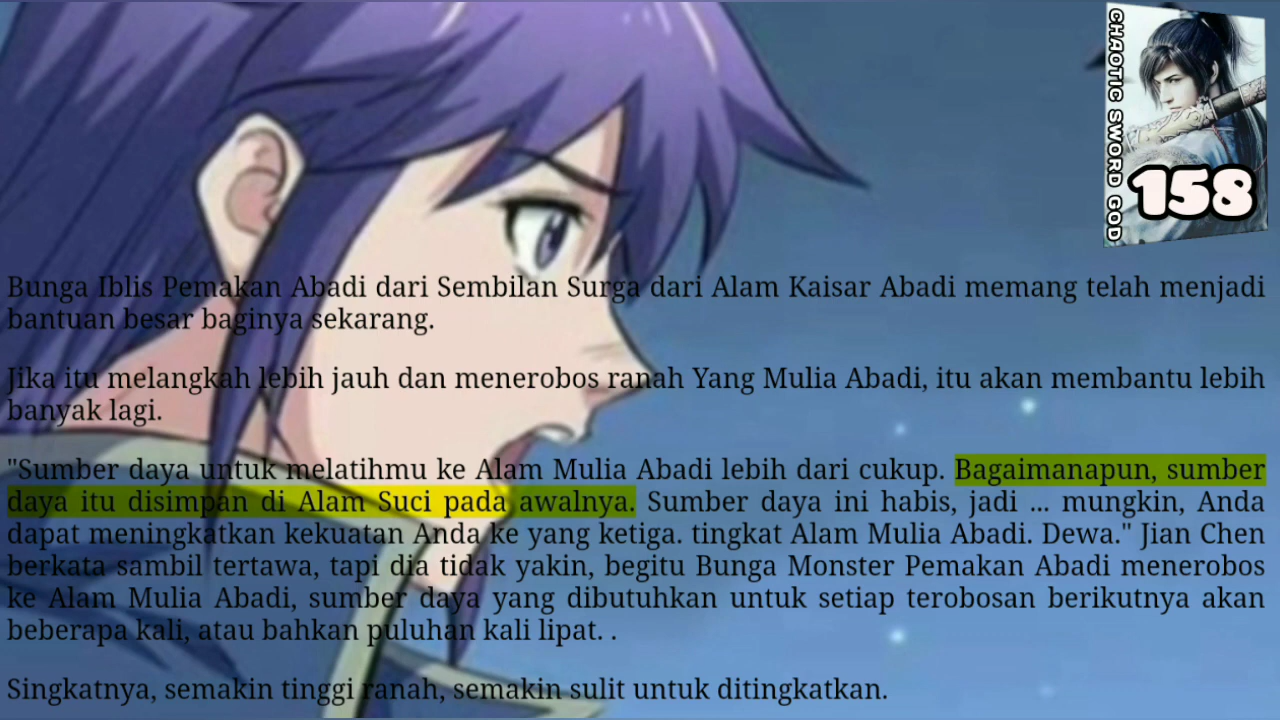 CHAOTIC SWORD GOD
158
Bunga Iblis Pemakan Abadi dari Sembilan Surga dari Alam Kaisar Abadi memang telah menjadi
bantuan besar baginya sekarang.
Jika itu melangkah lebih jauh dan menerobos ranah Yang Mulia Abadi, itu akan membantu lebih
banyak lagi.
"Sumber daya untuk melatihmu ke Alam Mulia Abadi lebih dari cukup. Bagaimanapun, sumber
daya itu disimpan di Alam Suci pada awalnya. Sumber daya ini habis, jadi ... mungkin, Anda
dapat meningkatkan kekuatan Anda ke yang ketiga. tingkat Alam Mulia Abadi. Dewa." Jian Chen
berkata sambil tertawa, tapi dia tidak yakin, begitu Bunga Monster Pemakan Abadi menerobos
ke Alam Mulia Abadi, sumber daya yang dibutuhkan untuk setiap terobosan berikutnya akan
beberapa kali, atau bahkan puluhan kali lipat. .
Singkatnya, semakin tinggi ranah, semakin sulit untuk ditingkatkan.